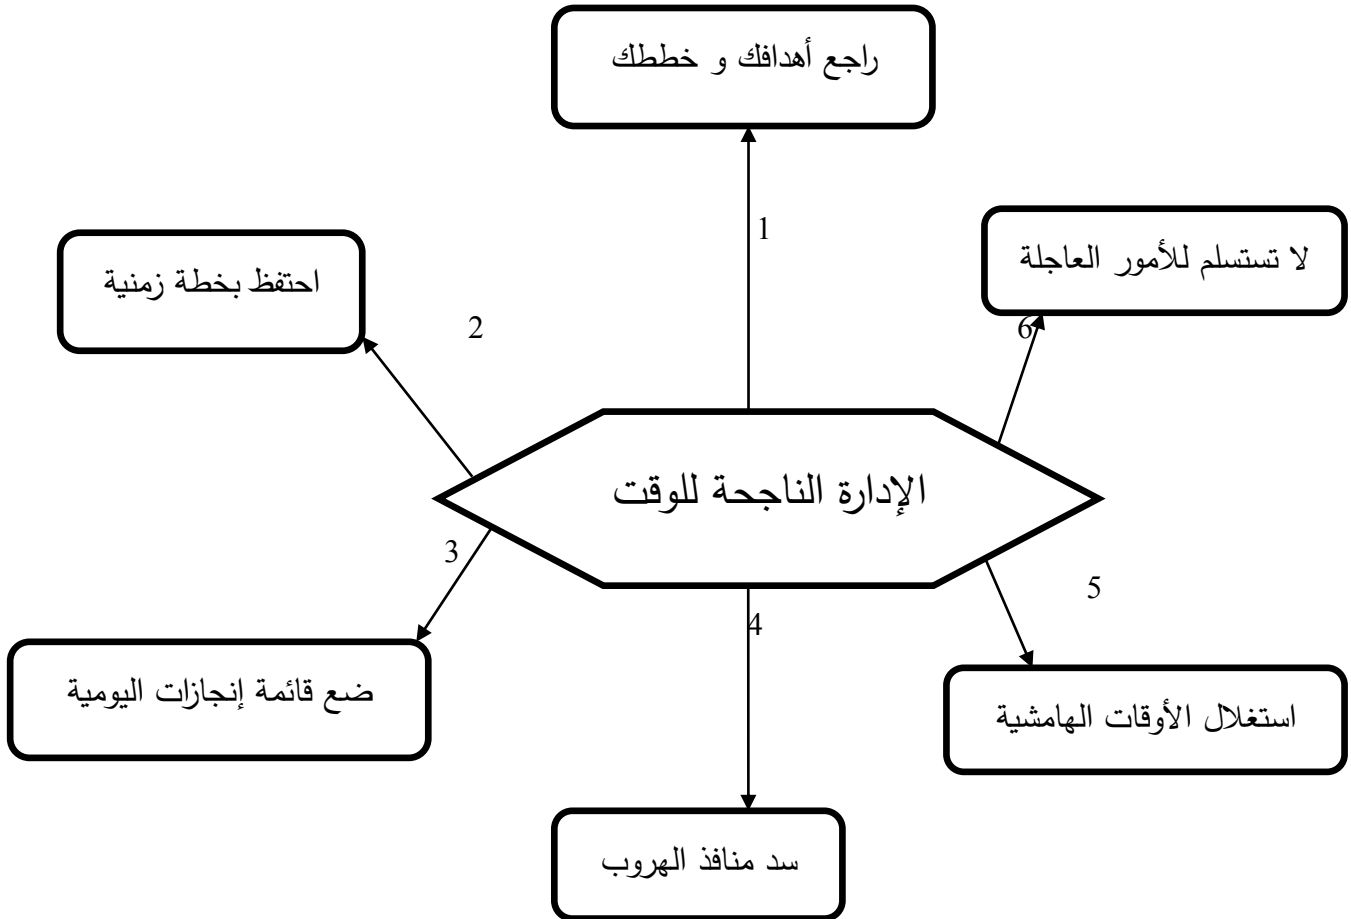 راجع أهدافك و خططك
1
لا تستسلم للأمور العاجلة
احتفظ بخطة زمنية
2
6
الإدارة الناجحة للوقت
3
5
4
ضع قائمة إنجازات اليومية
استغلال الأوقات الهامشية
سد منافذ الهروب